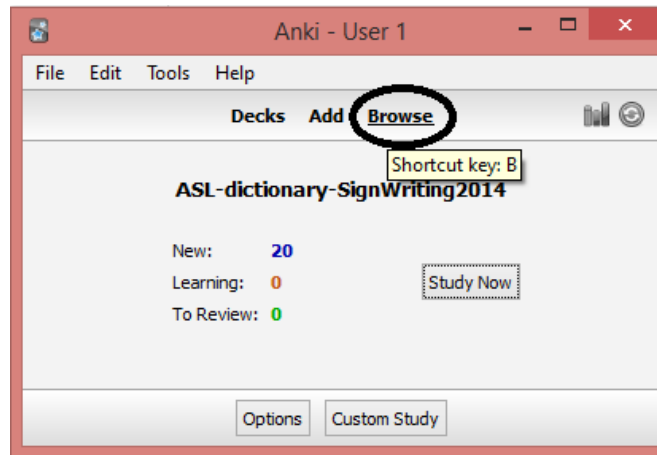 Anki - User 1
File Edit Tools Help
Decks Add Browse
Shortcut key: B
ASL-dictionary-SignWriting2014
New: 20
Learning: 0 Study Now
To Review: 0
Options Custom Study